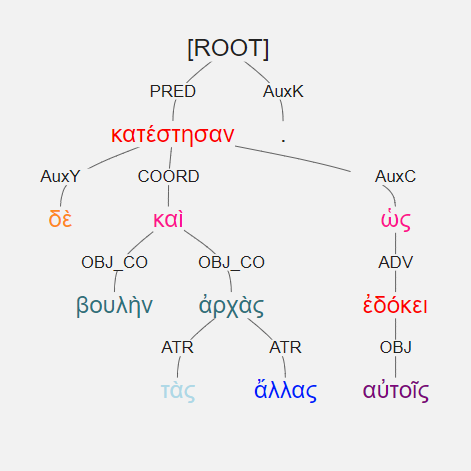 [ROOT]
PRED AuxK
κατέστησαν .
AuxY COORD AuxC
δὲ καὶ ὡς
OBJ_CO OBJ_CO ADV
βουλὴν ἀρχὰς ἐδόκει
ATR ATR OBJ
τὰς ἄλλας αὐτοῖς